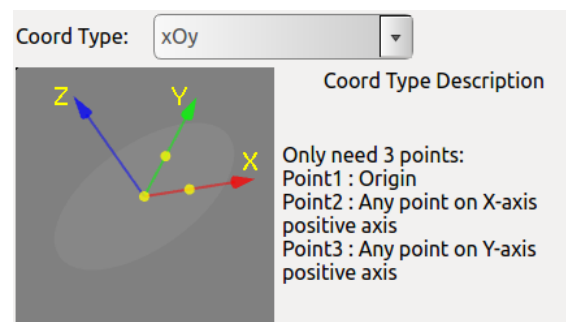 Coord Type:
xOy
Z
Y
X
Coord Type Description
Only need 3 points:
Point1 : Origin
Point2 : Any point on X-axis
positive axis
Point3 : Any point on Y-axis
positive axis